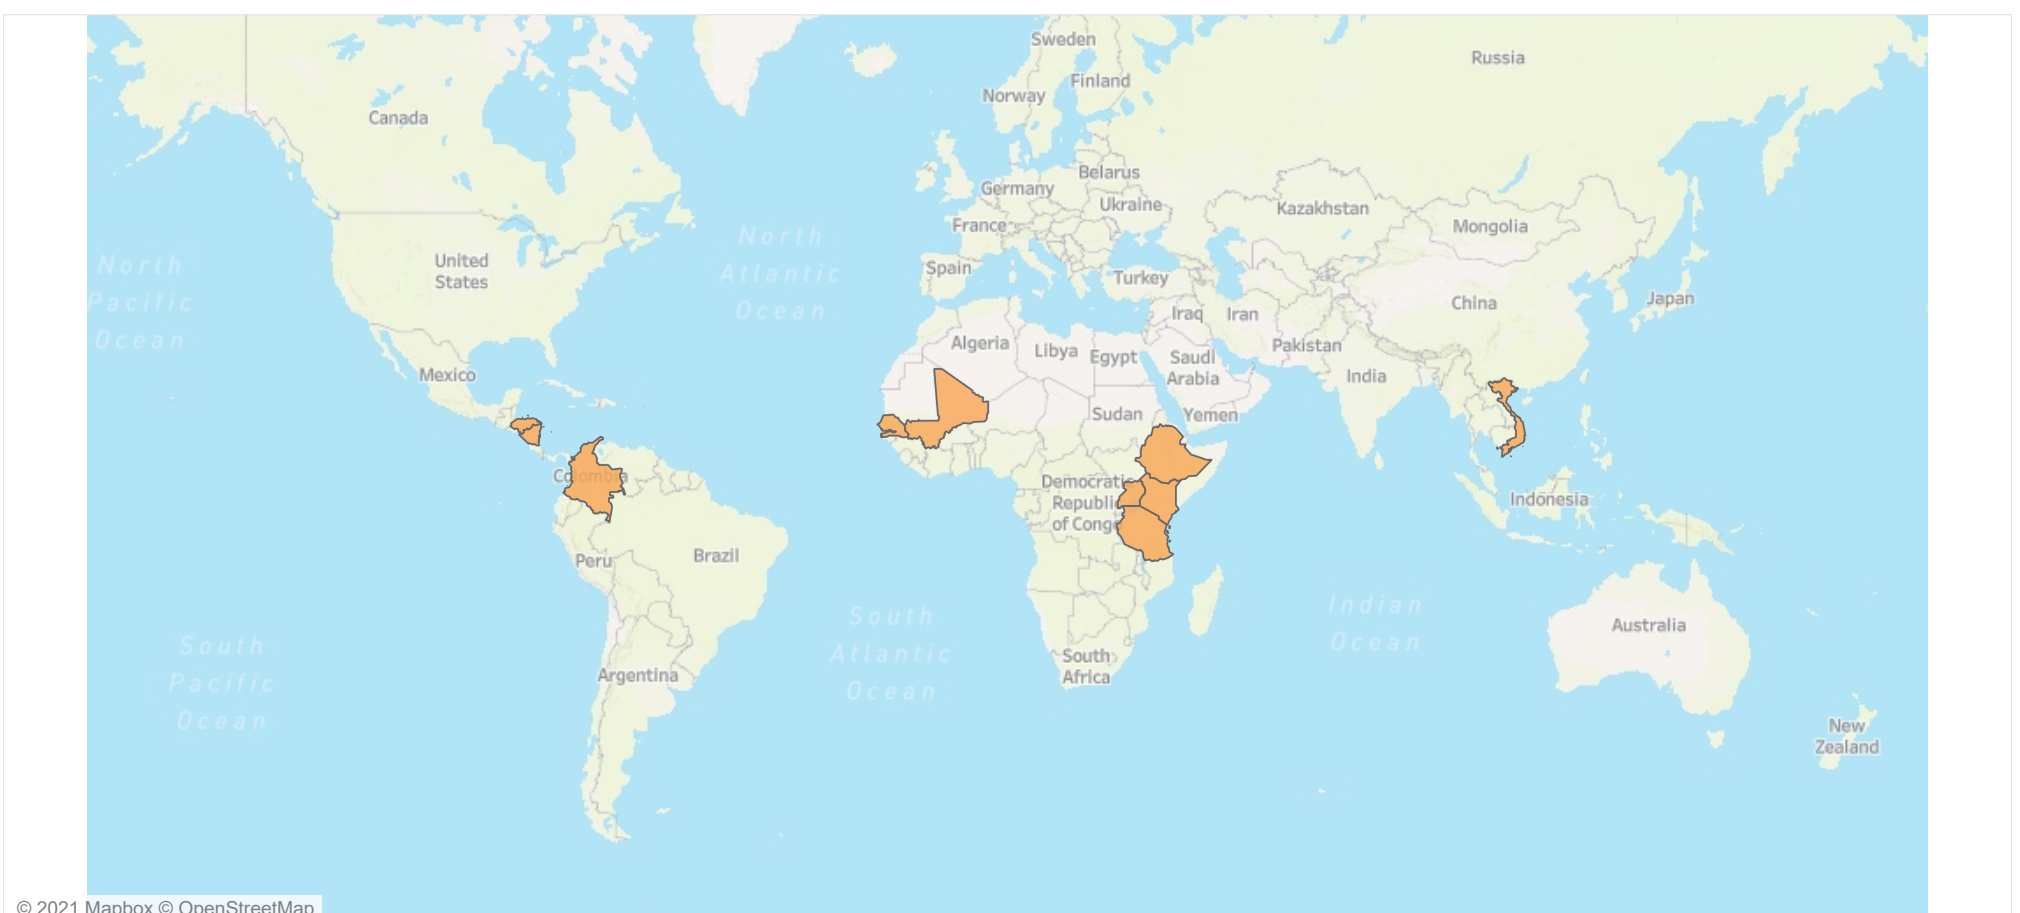 Sweden
Russia
Finland
Norway
Canada
Belarus
Germany
Ukraine
Kazakhstan
France
Mongolia
North
Atlantic
Ocean
North
Pacific
Ocean
United
States
Spain
Turkey
China
Japan
Iraq
Iran
Algeria
Libya
Egypt
Pakistan
Saudi
Arabia
India
Mexico
Sudan
Yemen
Colombia
Democratic
Republic
of Congo
Indonesia
Peru
Brazil
Indian
Ocean
South
Atlantic
Ocean
Australia
South
Pacific
Ocean
South
Africa
Argentina
New
Zealand
© 2021 Mapbox © OpenStreetMap